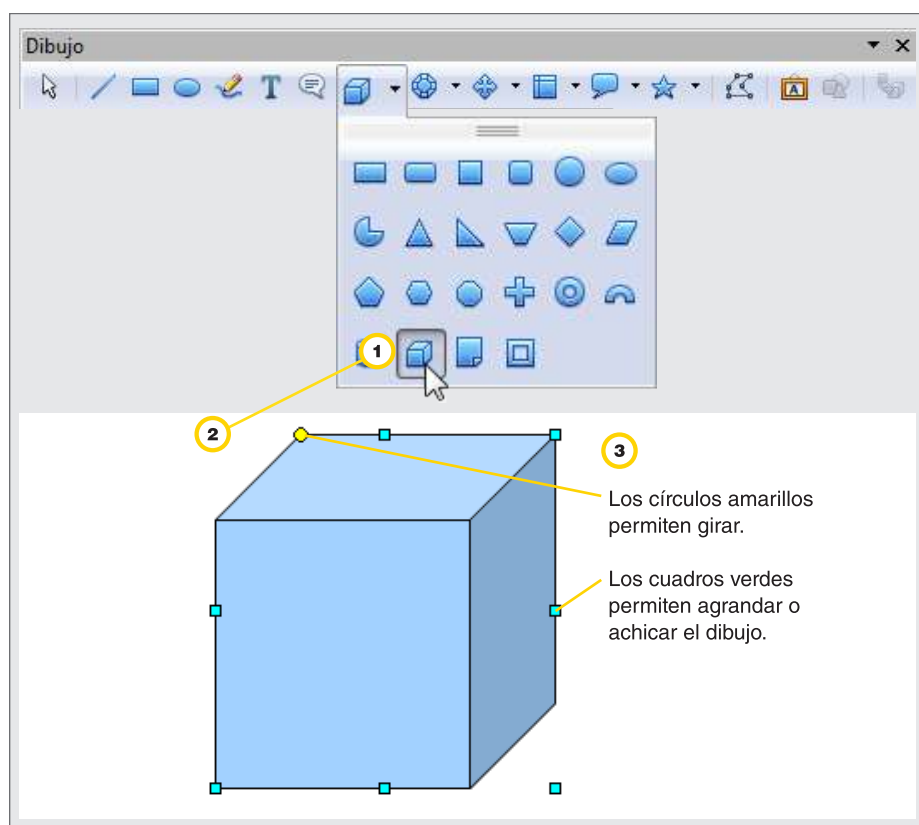 Dibujo
T
A
1
2
3
Los círculos amarillos
permiten girar.
Los cuadros verdes
permiten agrandar o
achicar el dibujo.